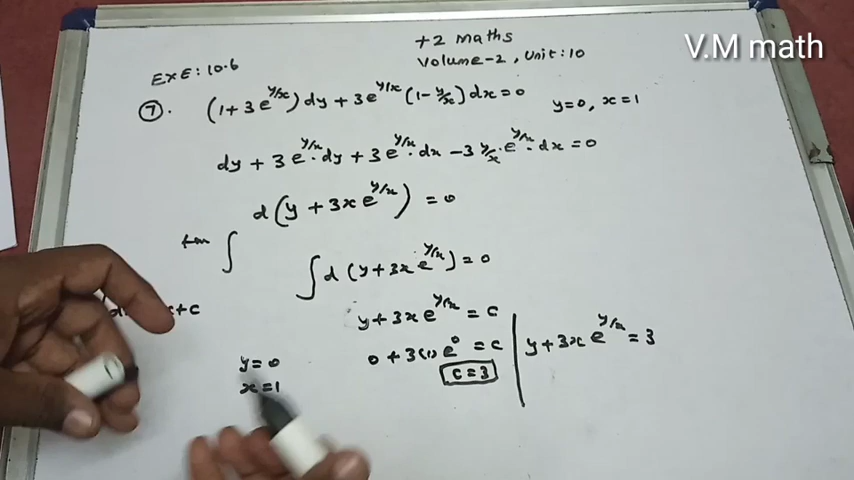 +2 maths
V.M math
Volume-2, Unit:10
EXE: 10.6
⑦. (1+3e^{y/x})dy+3e^{y/x}(1-y/x)dx=0
y=0, x=1
dy+3e^{y/x}·dy+3e^{y/x}·dx-3y/x·e^{y/x}·dx=0
d(y+3xe^{y/x})=0
∫
∫d(y+3xe^{y/x})=0
x+c
y+3xe^{y/x}=c
y+3xe^{y/x}=3
0+3(1)e^0=c
y=0
c=3
x=1